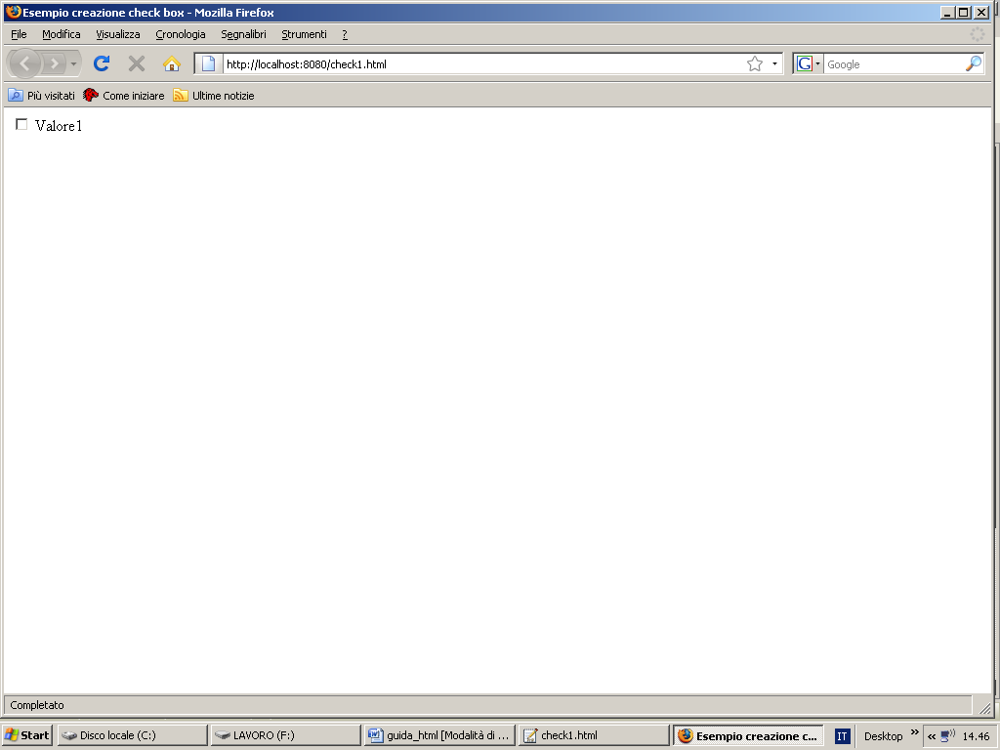 Esempio creazione check box - Mozilla Firefox
File Modifica Visualizza Cronologia Segnalibri Strumenti ?
http://localhost:8080/check1.html G Google
Più visitati Come iniziare Ultime notizie
Valore1
Completato
Start Disco locale (C:) LAVORO (F:) guida_html [Modalità di ... check1.html Esempio creazione c... IT Desktop » « 14.46